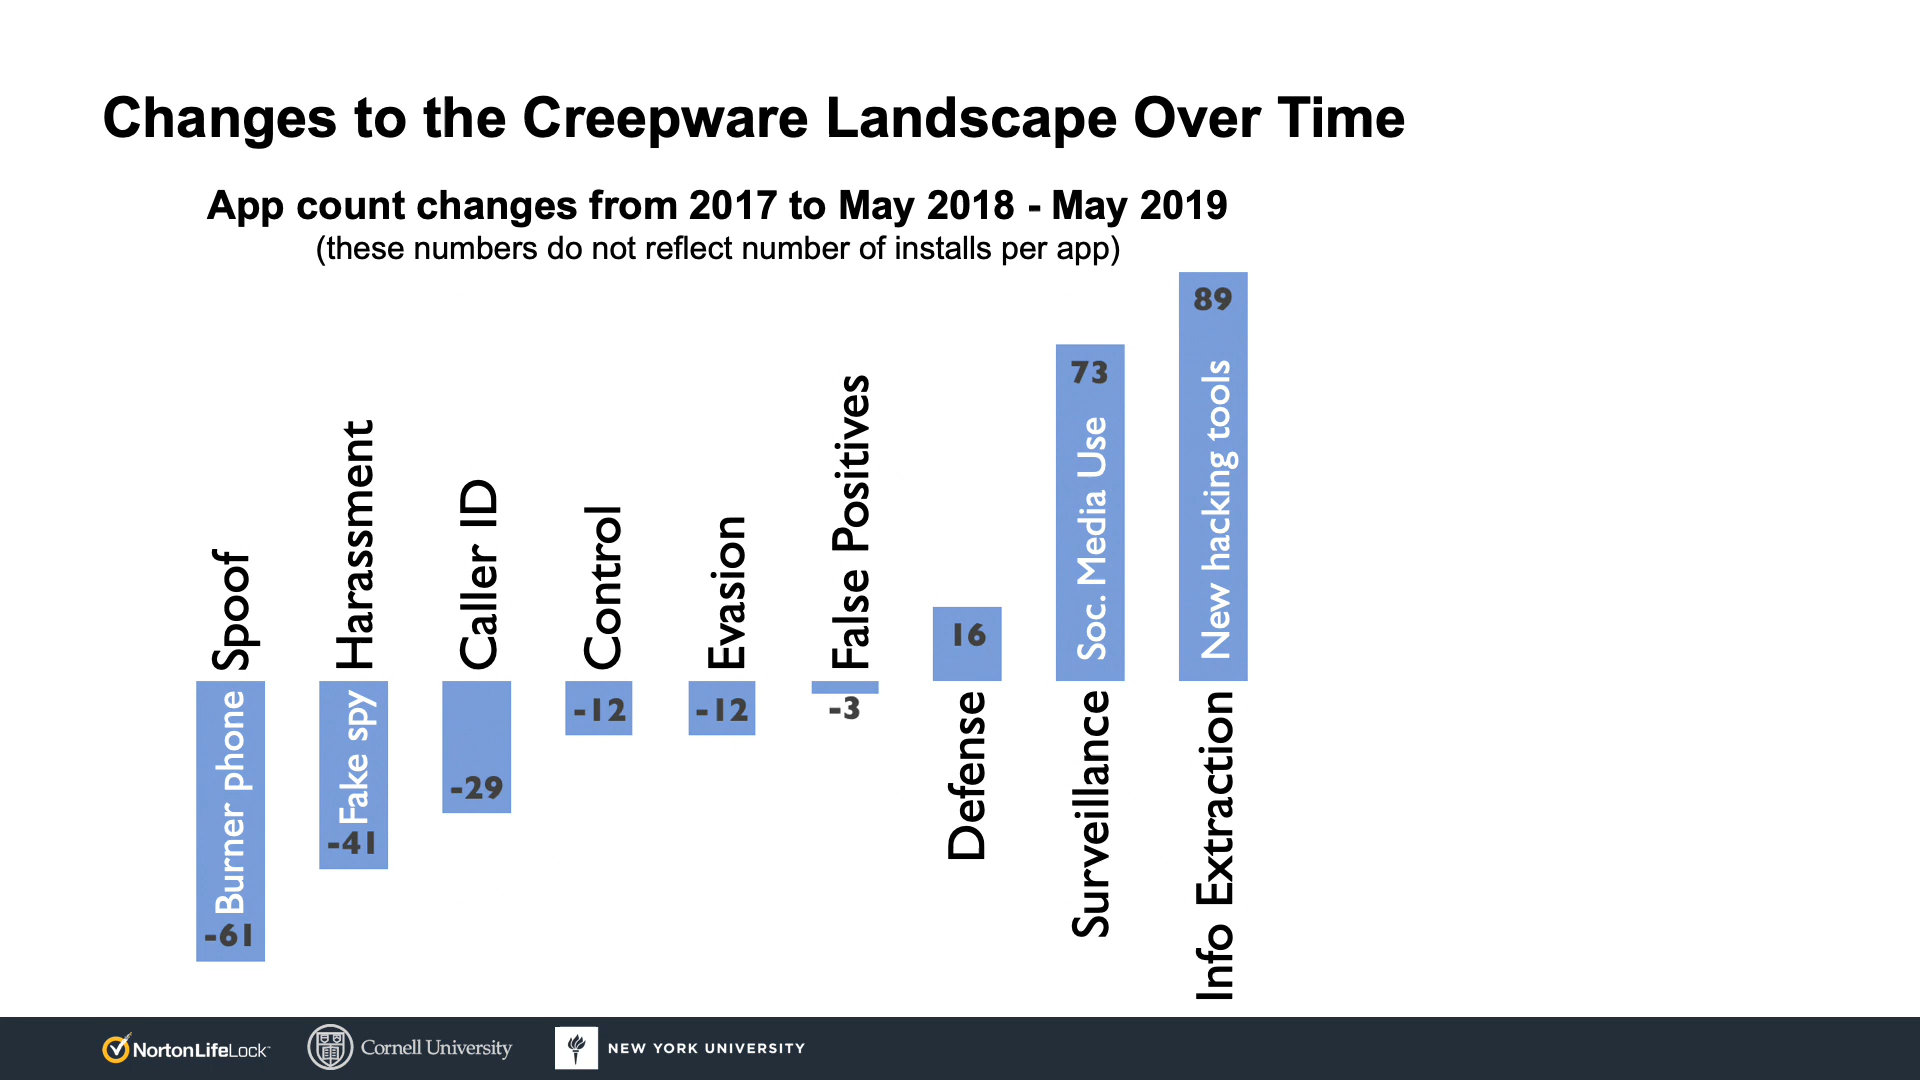 Changes to the Creepware Landscape Over Time
App count changes from 2017 to May 2018 - May 2019
(these numbers do not reflect number of installs per app)
Spoof
Burner phone
-61
Harassment
Fake spy
-41
Caller ID
-29
Control
-12
Evasion
-12
False Positives
-3
16
Defense
73
Soc. Media Use
Surveillance
89
New hacking tools
Info Extraction
NortonLifeLock
Cornell University
NEW YORK UNIVERSITY